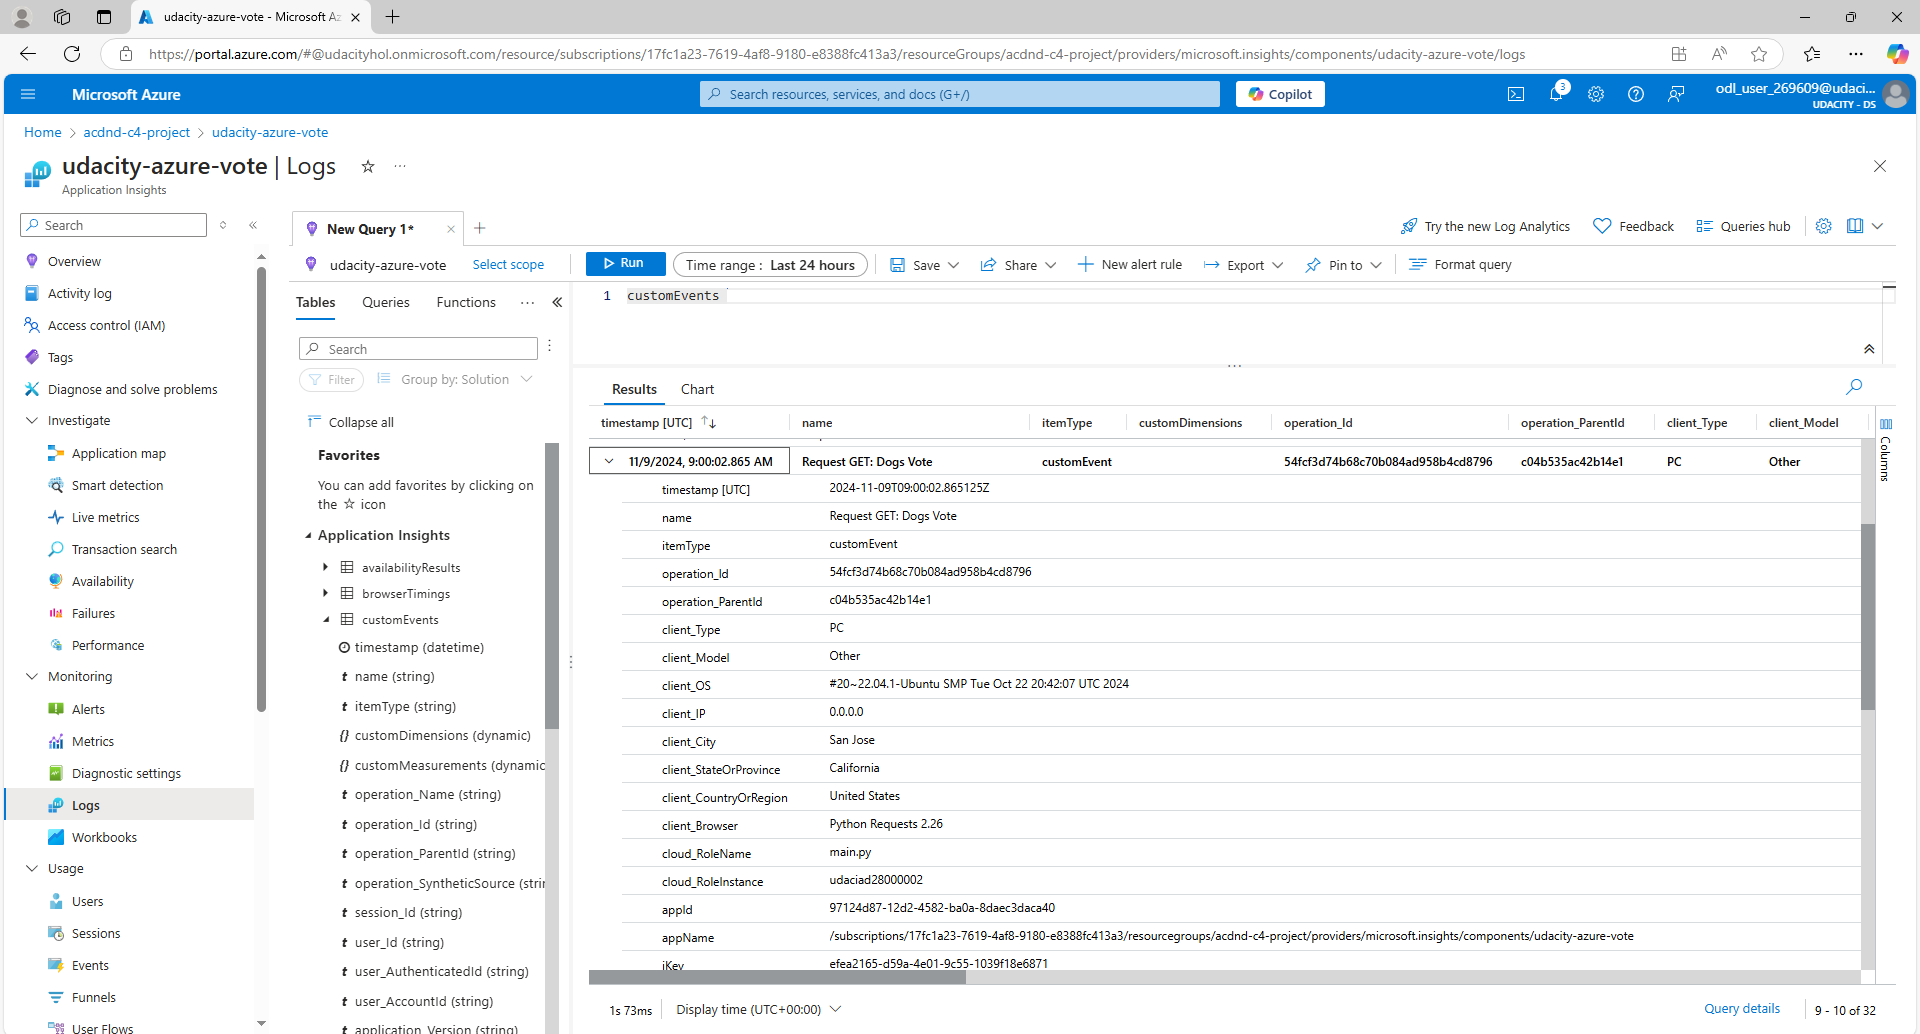 udacity-azure-vote - Microsoft Az
https://portal.azure.com/#@udacityhol.onmicrosoft.com/resource/subscriptions/17fc1a23-7619-4af8-9180-e8388fc413a3/resourceGroups/acdnd-c4-project/providers/microsoft.insights/components/udacity-azure-vote/logs
Microsoft Azure
Search resources, services, and docs (G+/)
Copilot
3
odl_user_269609@udaci...
UDACITY - DS
Home > acdnd-c4-project > udacity-azure-vote
udacity-azure-vote | Logs
Application Insights
Search
Overview
Activity log
Access control (IAM)
Tags
Diagnose and solve problems
Investigate
Application map
Smart detection
Live metrics
Transaction search
Availability
Failures
Performance
Monitoring
Alerts
Metrics
Diagnostic settings
Logs
Workbooks
Usage
Users
Sessions
Events
Funnels
User Flows
New Query 1*
Try the new Log Analytics
Feedback
Queries hub
udacity-azure-vote
Select scope
Run
Time range : Last 24 hours
Save
Share
New alert rule
Export
Pin to
Format query
Tables
Queries
Functions
Search
Filter
Group by: Solution
Collapse all
Favorites
You can add favorites by clicking on
the ☆ icon
Application Insights
availabilityResults
browserTimings
customEvents
timestamp (datetime)
t name (string)
t itemType (string)
{} customDimensions (dynamic)
{} customMeasurements (dynamic
t operation_Name (string)
t operation_Id (string)
t operation_ParentId (string)
t operation_SyntheticSource (strin
t session_Id (string)
t user_Id (string)
t user_AuthenticatedId (string)
t user_AccountId (string)
t application_Version (string)
1 customEvents
Results
Chart
timestamp [UTC] name itemType customDimensions operation_Id operation_ParentId client_Type client_Model
Columns
11/9/2024, 9:00:02.865 AM Request GET: Dogs Vote customEvent 54fcf3d74b68c70b084ad958b4cd8796 c04b535ac42b14e1 PC Other
timestamp [UTC] 2024-11-09T09:00:02.865125Z
name Request GET: Dogs Vote
itemType customEvent
operation_Id 54fcf3d74b68c70b084ad958b4cd8796
operation_ParentId c04b535ac42b14e1
client_Type PC
client_Model Other
client_OS #20~22.04.1-Ubuntu SMP Tue Oct 22 20:42:07 UTC 2024
client_IP 0.0.0.0
client_City San Jose
client_StateOrProvince California
client_CountryOrRegion United States
client_Browser Python Requests 2.26
cloud_RoleName main.py
cloud_RoleInstance udaciad28000002
appId 97124d87-12d2-4582-ba0a-8daec3daca40
appName /subscriptions/17fc1a23-7619-4af8-9180-e8388fc413a3/resourcegroups/acdnd-c4-project/providers/microsoft.insights/components/udacity-azure-vote
iKey efea2165-d59a-4e01-9c55-1039f18e6871
1s 73ms
Display time (UTC+00:00)
Query details
9 - 10 of 32